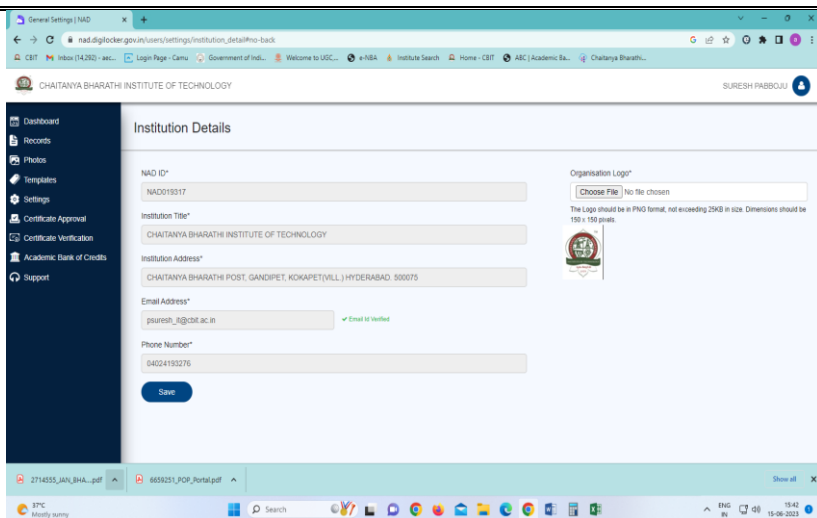 General Settings | NAD
nad.digilocker.gov.in/users/settings/institution_detail#no-back
CBIT
Inbox (14,292) - aec...
Login Page - Camu
Government of Indi...
Welcome to UGC,...
e-NBA
Institute Search
Home - CBIT
ABC | Academic Ba...
Chaitanya Bharathi...
CHAITANYA BHARATHI INSTITUTE OF TECHNOLOGY
SURESH PABBOJU
Dashboard
Records
Photos
Templates
Settings
Certificate Approval
Certificate Verification
Academic Bank of Credits
Support
Institution Details
NAD ID*
NAD019317
Institution Title*
CHAITANYA BHARATHI INSTITUTE OF TECHNOLOGY
Institution Address*
CHAITANYA BHARATHI POST, GANDIPET, KOKAPET(VILL.) HYDERABAD. 500075
Email Address*
psuresh_it@cbit.ac.in
Email Id Verified
Phone Number*
04024193276
Save
Organisation Logo*
Choose File No file chosen
The Logo should be in PNG format, not exceeding 25KB in size. Dimensions should be
150 x 150 pixels.
2714555_JAN_BHA....pdf
6659251_POP_Portal.pdf
Show all
37°C
Mostly sunny
Search
ENG
IN
15:42
15-06-2023